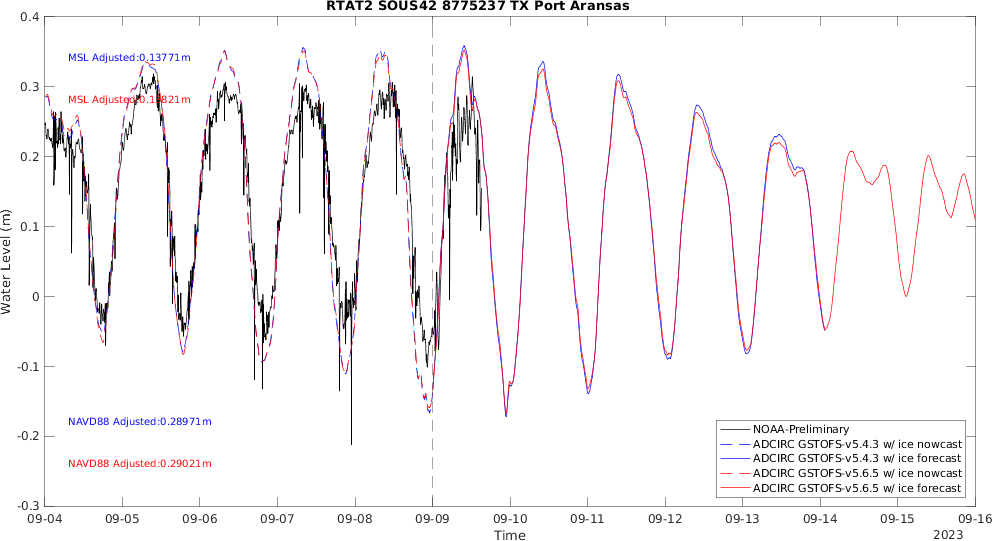 RTAT2 SOUS42 8775237 TX Port Aransas
0.4
0.3
0.2
0.1
0
-0.1
-0.2
-0.3
Water Level (m)
MSL Adjusted:0.13771m
MSL Adjusted:0.13821m
NAVD88 Adjusted:0.28971m
NAVD88 Adjusted:0.29021m
NOAA-Preliminary
ADCIRC GSTOFS-v5.4.3 w/ ice nowcast
ADCIRC GSTOFS-v5.4.3 w/ ice forecast
ADCIRC GSTOFS-v5.6.5 w/ ice nowcast
ADCIRC GSTOFS-v5.6.5 w/ ice forecast
09-04 09-05 09-06 09-07 09-08 09-09 09-10 09-11 09-12 09-13 09-14 09-15 09-16
Time
2023